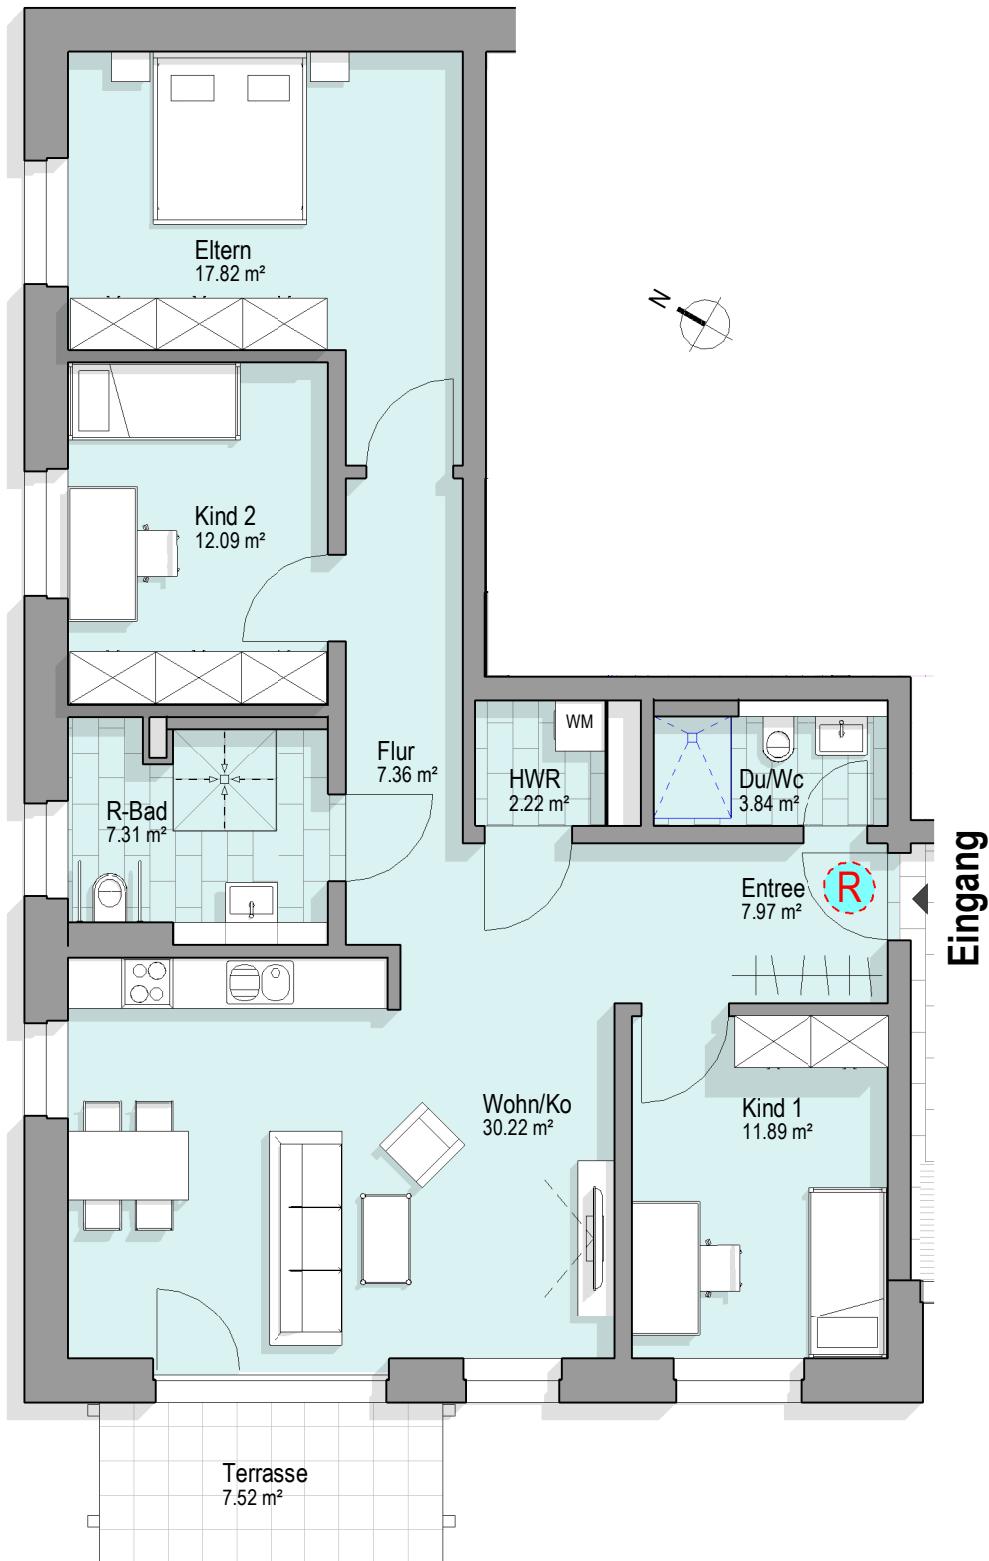 Eltern
17.82 m²
N
Kind 2
12.09 m²
WM
Flur
7.36 m²
HWR
2.22 m²
Du/Wc
3.84 m²
R-Bad
7.31 m²
Entree
7.97 m²
R
Eingang
Wohn/Ko
30.22 m²
Kind 1
11.89 m²
Terrasse
7.52 m²